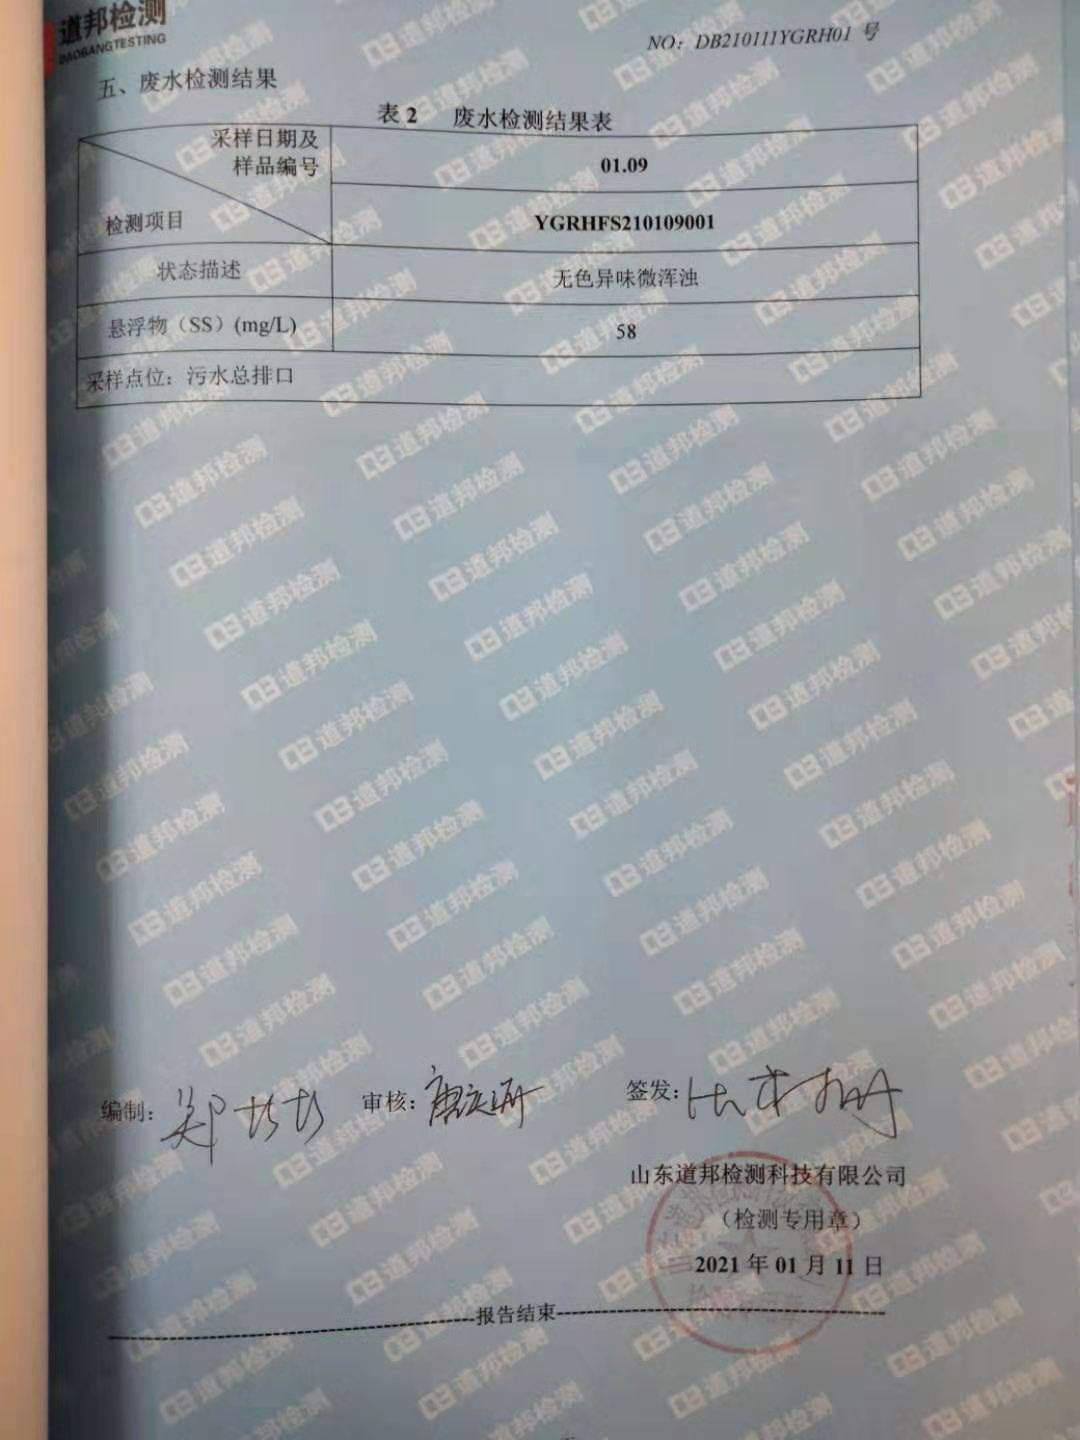 道邦检测
DAOBANGTESTING
NO：DB210111YGRH01 号
五、废水检测结果
表 2 废水检测结果表
采样日期及
样品编号
检测项目
01.09
YGRHFS210109001
状态描述 无色异味微浑浊
悬浮物（SS）(mg/L) 58
采样点位：污水总排口
编制： 审核： 签发：
山东道邦检测科技有限公司
（检测专用章）
2021 年 01 月 11 日
报告结束